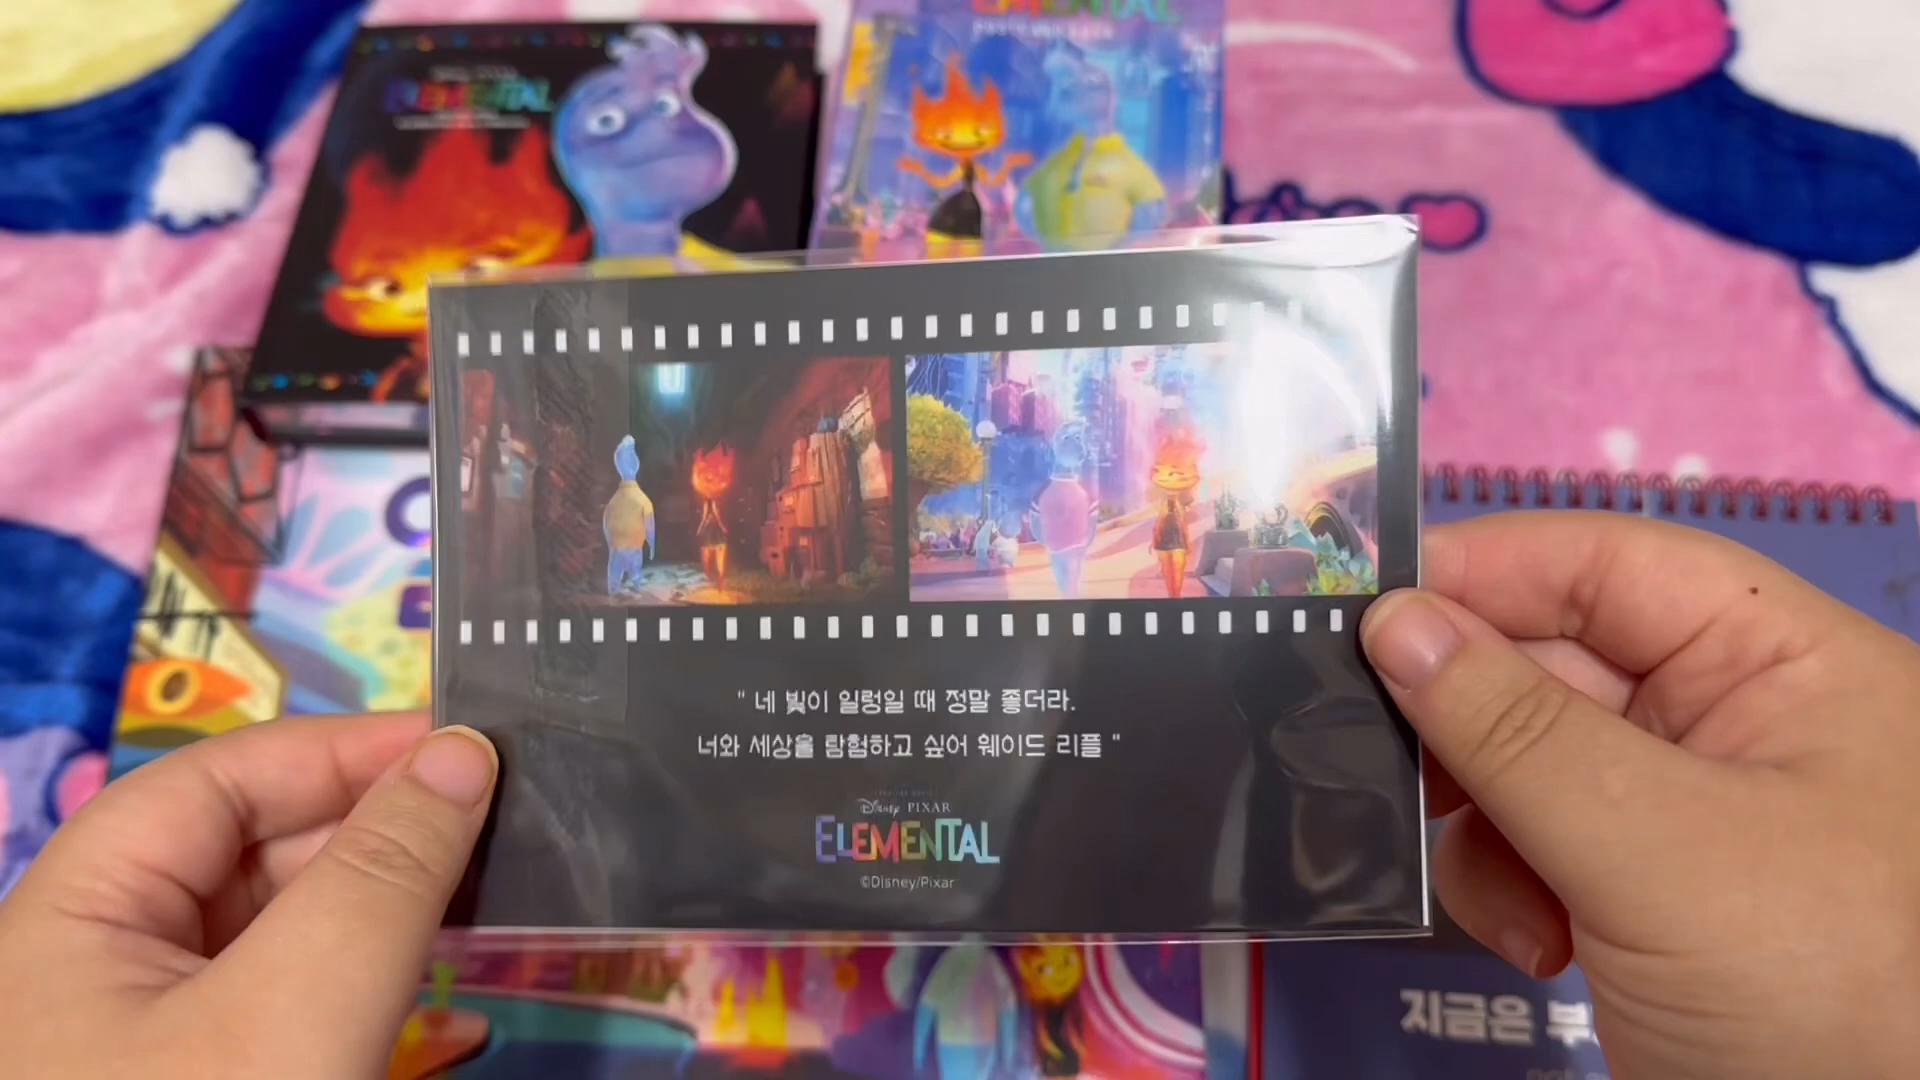 ELEMENTAL
ELEMENTAL
" 네 빛이 일렁일 때 정말 좋더라.
너와 세상을 탐험하고 싶어 웨이드 리플 "
Disney PIXAR
ELEMENTAL
©Disney/Pixar
지금은